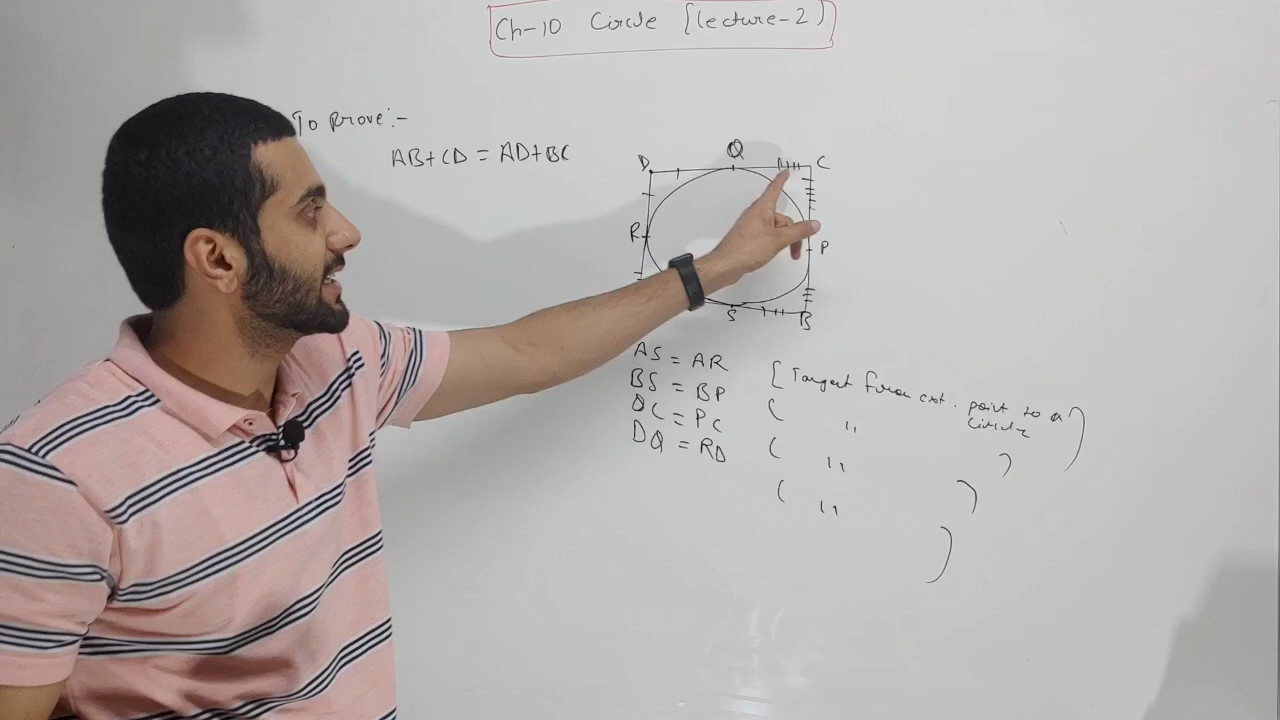 Ch-10 Circle [lecture-2)
To prove:-
AB+CD = AD+BC
D Q C
R P
S B
AS = AR [Tangent from ext. point to a circle)
BS = BP ( ,, )
QC = PC ( ,, )
DQ = RD ( ,, )